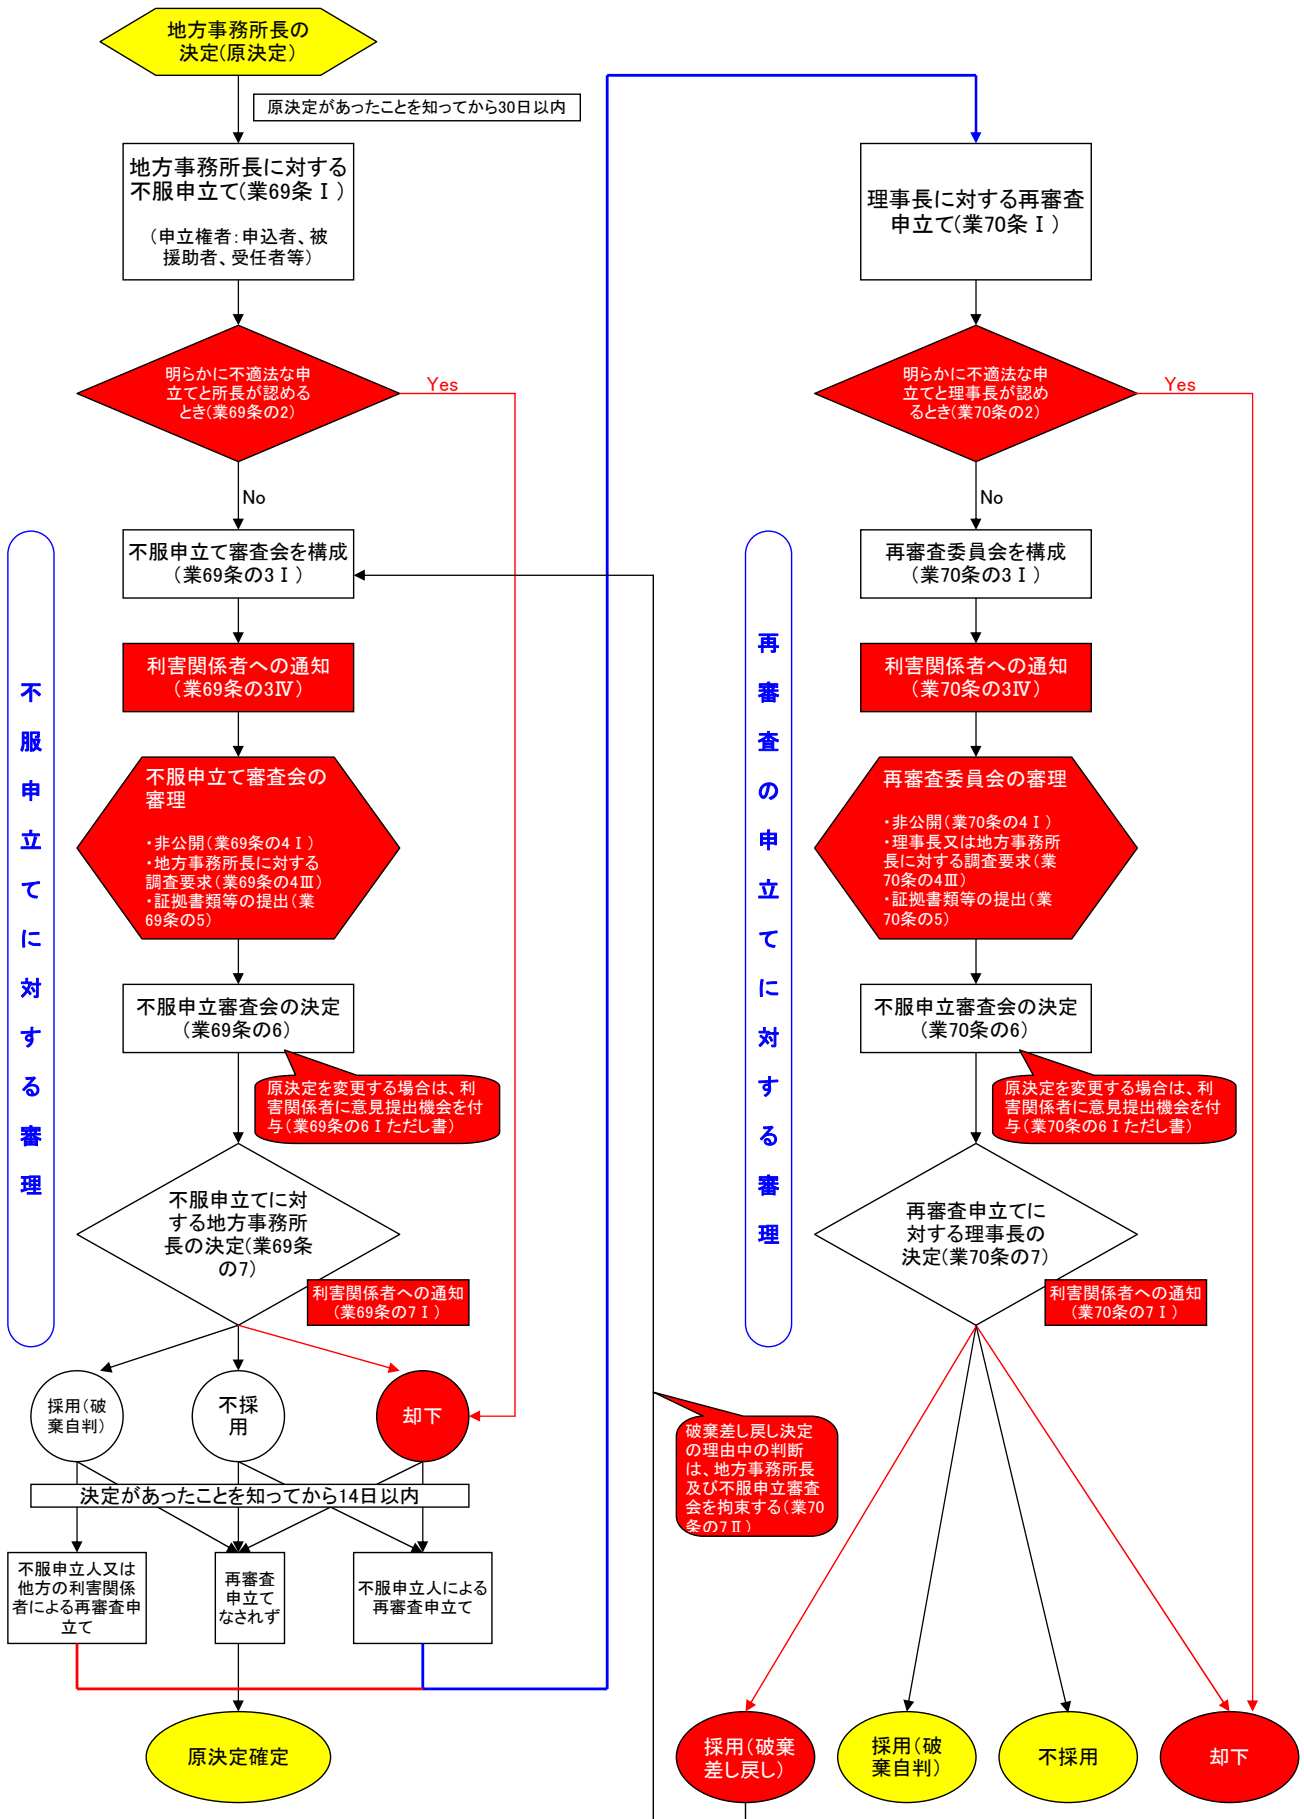 地方事務所長の
決定(原決定)
原決定があったことを知ってから30日以内
地方事務所長に対する
不服申立て(業69条Ⅰ)
(申立権者:申込者、被
援助者、受任者等)
明らかに不適法な申
立てと所長が認める
とき(業69条の2)
Yes
No
不服申立て審査会を構成
(業69条の3Ⅰ)
利害関係者への通知
(業69条の3Ⅳ)
不服申立て審査会の
審理
・非公開(業69条の4Ⅰ)
・地方事務所長に対する
調査要求(業69条の4Ⅲ)
・証拠書類等の提出(業
69条の5)
不服申立審査会の決定
(業69条の6)
原決定を変更する場合は、利
害関係者に意見提出機会を付
与(業69条の6Ⅰただし書)
不服申立てに対
する地方事務所
長の決定(業69条
の7)
利害関係者への通知
(業69条の7Ⅰ)
不服申立てに対する審理
採用(破
棄自判)
不採
用
却下
決定があったことを知ってから14日以内
不服申立人又は
他方の利害関係
者による再審査申
立て
再審査
申立て
なされず
不服申立人による
再審査申立て
原決定確定
理事長に対する再審査
申立て(業70条Ⅰ)
明らかに不適法な申
立てと理事長が認め
るとき(業70条の2)
Yes
No
再審査委員会を構成
(業70条の3Ⅰ)
利害関係者への通知
(業70条の3Ⅳ)
再審査委員会の審理
・非公開(業70条の4Ⅰ)
・理事長又は地方事務所
長に対する調査要求(業
70条の4Ⅲ)
・証拠書類等の提出(業
70条の5)
不服申立審査会の決定
(業70条の6)
原決定を変更する場合は、利
害関係者に意見提出機会を付
与(業70条の6Ⅰただし書)
再審査申立てに
対する理事長の
決定(業70条の7)
利害関係者への通知
(業70条の7Ⅰ)
再審査の申立てに対する審理
破棄差し戻し決定
の理由中の判断
は、地方事務所長
及び不服申立審査
会を拘束する(業70
条の7Ⅱ)
採用(破棄
差し戻し)
採用(破
棄自判)
不採用
却下